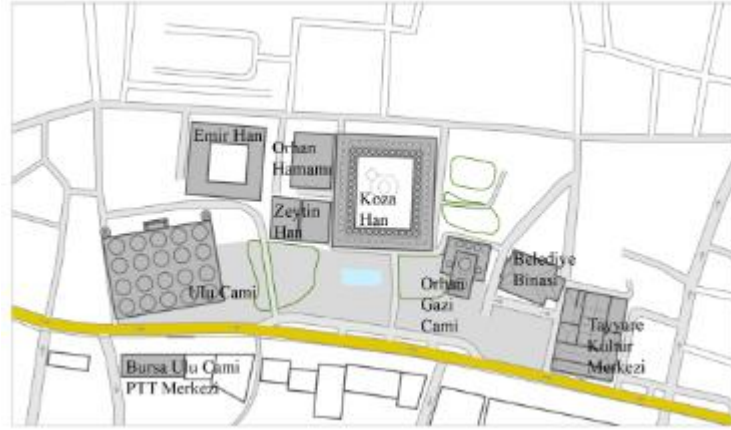 Emir Han
Orhan
Hamamı
Koza
Han
Zeytin
Han
Ulu Cami
Orhan
Gazi
Cami
Belediye
Binası
Tayyare
Kültür
Merkezi
Bursa Ulu Cami
PTT Merkezi